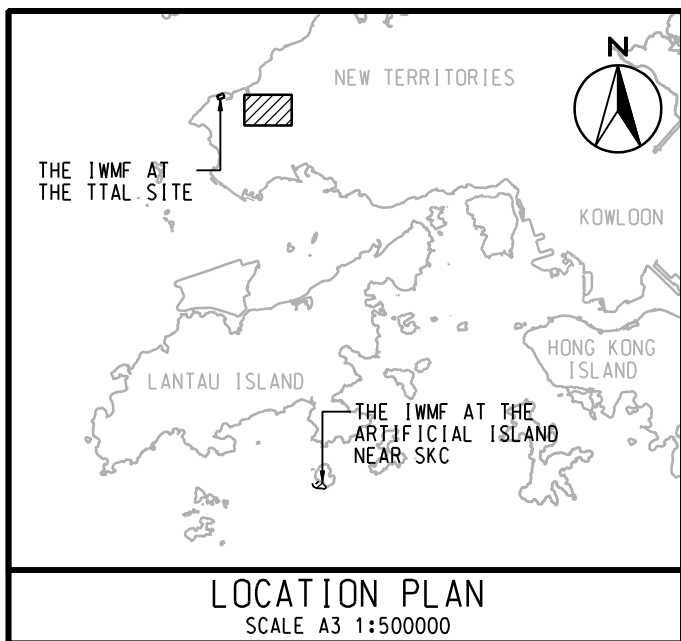 N
NEW TERRITORIES
THE IWMF AT
THE TTAL SITE
KOWLOON
HONG KONG
ISLAND
LANTAU ISLAND
THE IWMF AT THE
ARTIFICIAL ISLAND
NEAR SKC
LOCATION PLAN
SCALE A3 1:500000